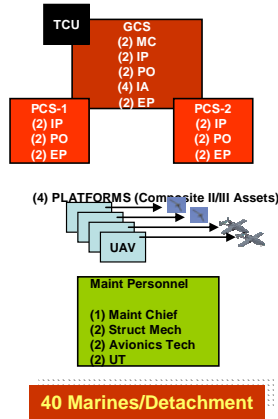 TCU
GCS
(2) MC
(2) IP
(2) PO
(4) IA
(2) EP
PCS-1
(2) IP
(2) PO
(2) EP
PCS-2
(2) IP
(2) PO
(2) EP
(4) PLATFORMS (Composite II/III Assets)
UAV
Maint Personnel
(1) Maint Chief
(2) Struct Mech
(2) Avionics Tech
(2) UT
40 Marines/Detachment